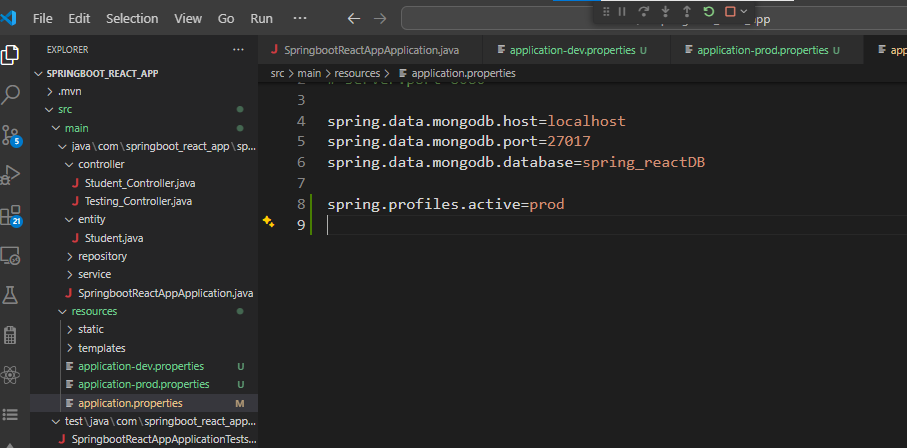 File Edit Selection View Go Run ···
_app
EXPLORER ···
SPRINGBOOT_REACT_APP
.mvn
src
main
java\com\springboot_react_app\sp...
controller
J Student_Controller.java
J Testing_Controller.java
entity
J Student.java
repository
service
J SpringbootReactAppApplication.java
resources
static
templates
application-dev.properties U
application-prod.properties U
application.properties M
test\java\com\springboot_react_app...
J SpringbootReactAppApplicationTests...
5
21
J SpringbootReactAppApplication.java
application-dev.properties U
application-prod.properties U
app
src > main > resources > application.properties
3
4 spring.data.mongodb.host=localhost
5 spring.data.mongodb.port=27017
6 spring.data.mongodb.database=spring_reactDB
7
8 spring.profiles.active=prod
9